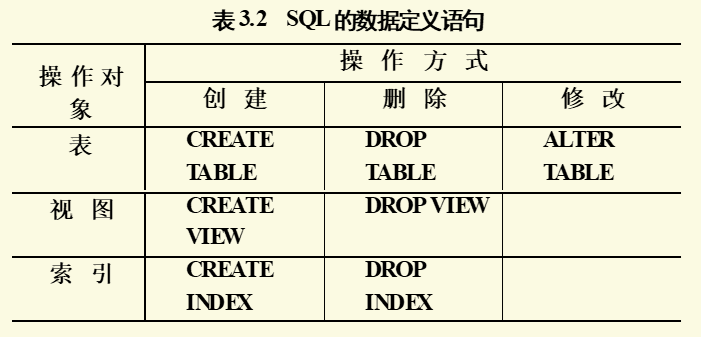 表 3.2 SQL 的数据定义语句
操 作 对 象
操 作 方 式
创 建 删 除 修 改
表 CREATE TABLE DROP TABLE ALTER TABLE
视 图 CREATE VIEW DROP VIEW
索 引 CREATE INDEX DROP INDEX